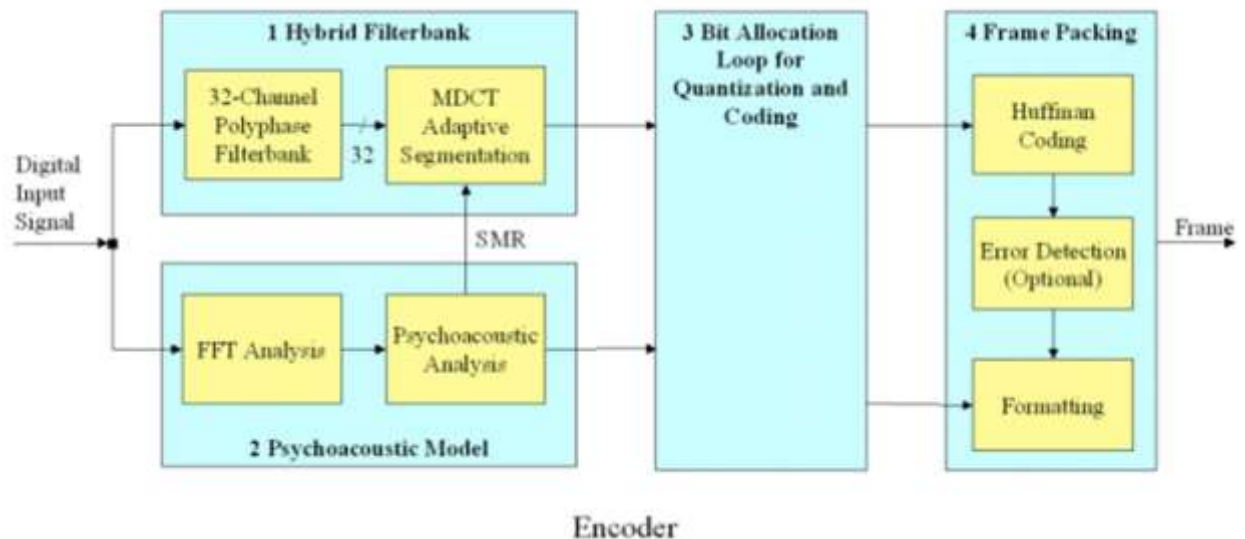 1 Hybrid Filterbank
32-Channel
Polyphase
Filterbank
/
32
MDCT
Adaptive
Segmentation
Digital
Input
Signal
SMR
FFT Analysis
Psychoacoustic
Analysis
2 Psychoacoustic Model
3 Bit Allocation
Loop for
Quantization and
Coding
4 Frame Packing
Huffman
Coding
Error Detection
(Optional)
Formatting
Frame
Encoder